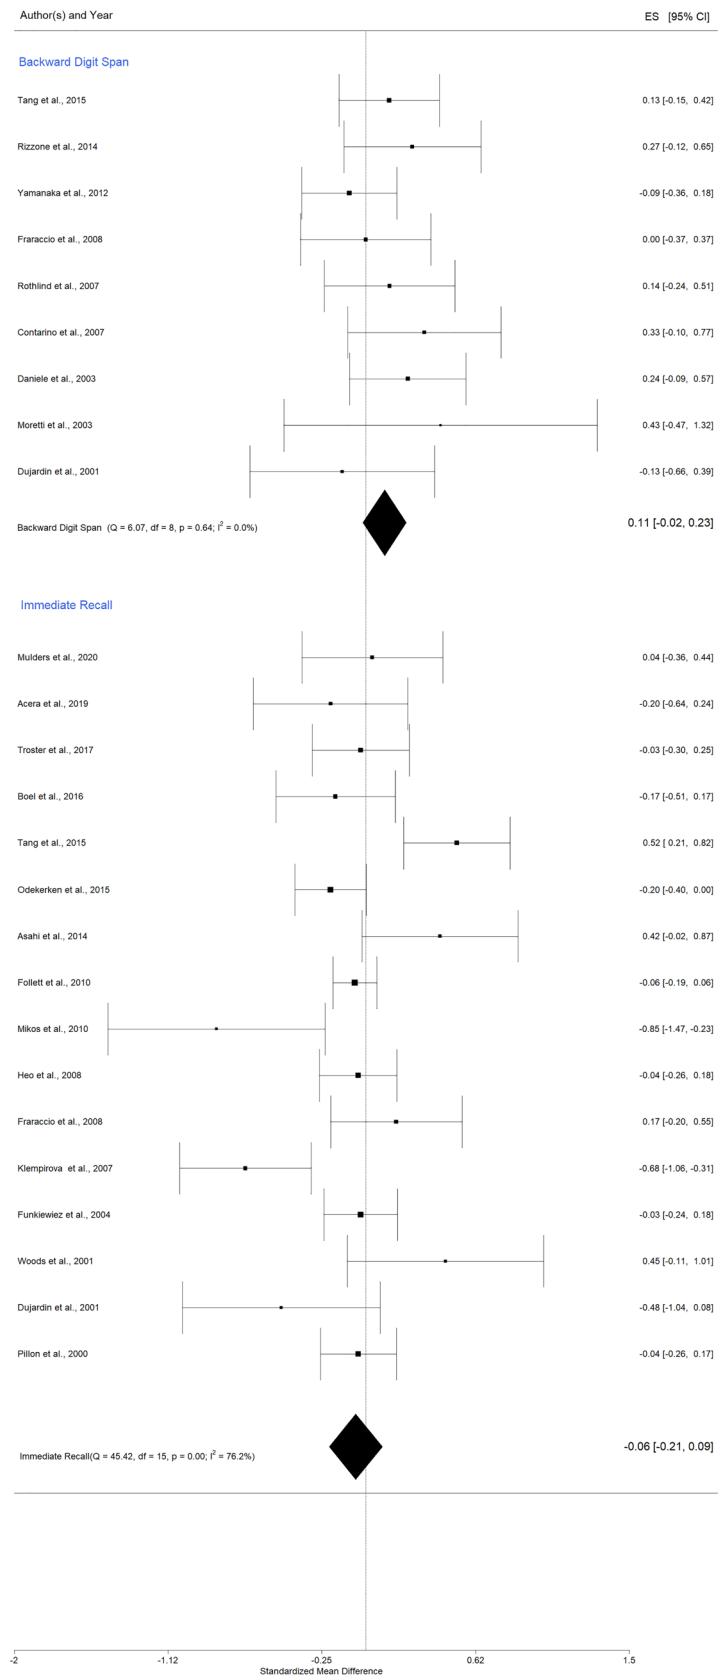 Author(s) and Year ES [95% CI]
Backward Digit Span
Tang et al., 2015 0.13 [-0.15, 0.42]
Rizzone et al., 2014 0.27 [-0.12, 0.65]
Yamanaka et al., 2012 -0.09 [-0.36, 0.18]
Fraraccio et al., 2008 0.00 [-0.37, 0.37]
Rothlind et al., 2007 0.14 [-0.24, 0.51]
Contarino et al., 2007 0.33 [-0.10, 0.77]
Daniele et al., 2003 0.24 [-0.09, 0.57]
Moretti et al., 2003 0.43 [-0.47, 1.32]
Dujardin et al., 2001 -0.13 [-0.66, 0.39]
Backward Digit Span (Q = 6.07, df = 8, p = 0.64; I² = 0.0%) 0.11 [-0.02, 0.23]
Immediate Recall
Mulders et al., 2020 0.04 [-0.36, 0.44]
Acera et al., 2019 -0.20 [-0.64, 0.24]
Troster et al., 2017 -0.03 [-0.30, 0.25]
Boel et al., 2016 -0.17 [-0.51, 0.17]
Tang et al., 2015 0.52 [ 0.21, 0.82]
Odekerken et al., 2015 -0.20 [-0.40, 0.00]
Asahi et al., 2014 0.42 [-0.02, 0.87]
Follett et al., 2010 -0.06 [-0.19, 0.06]
Mikos et al., 2010 -0.85 [-1.47, -0.23]
Heo et al., 2008 -0.04 [-0.26, 0.18]
Fraraccio et al., 2008 0.17 [-0.20, 0.55]
Klempirova et al., 2007 -0.68 [-1.06, -0.31]
Funkiewiez et al., 2004 -0.03 [-0.24, 0.18]
Woods et al., 2001 0.45 [-0.11, 1.01]
Dujardin et al., 2001 -0.48 [-1.04, 0.08]
Pillon et al., 2000 -0.04 [-0.26, 0.17]
Immediate Recall(Q = 45.42, df = 15, p = 0.00; I² = 76.2%) -0.06 [-0.21, 0.09]
-2 -1.12 -0.25 0.62 1.5
Standardized Mean Difference